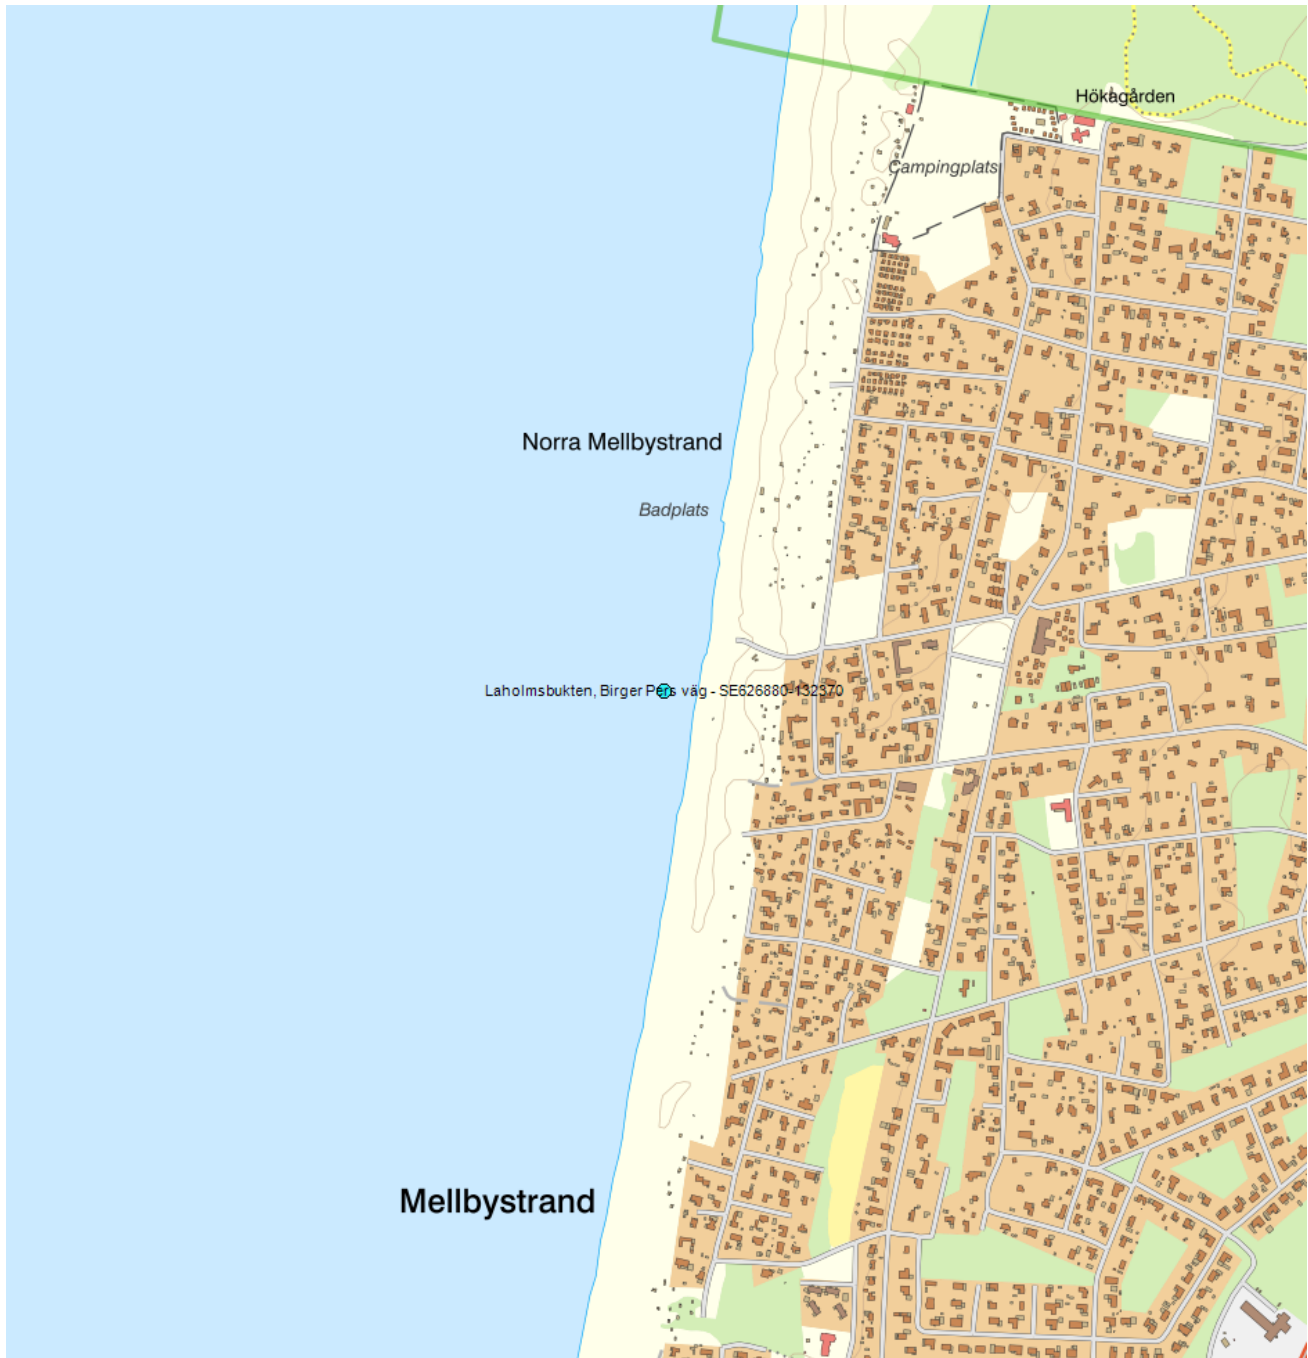 Hökagården
Campingplats
Norra Mellbystrand
Badplats
Laholmsbukten, Birger Pers väg - SE626880-132370
Mellbystrand